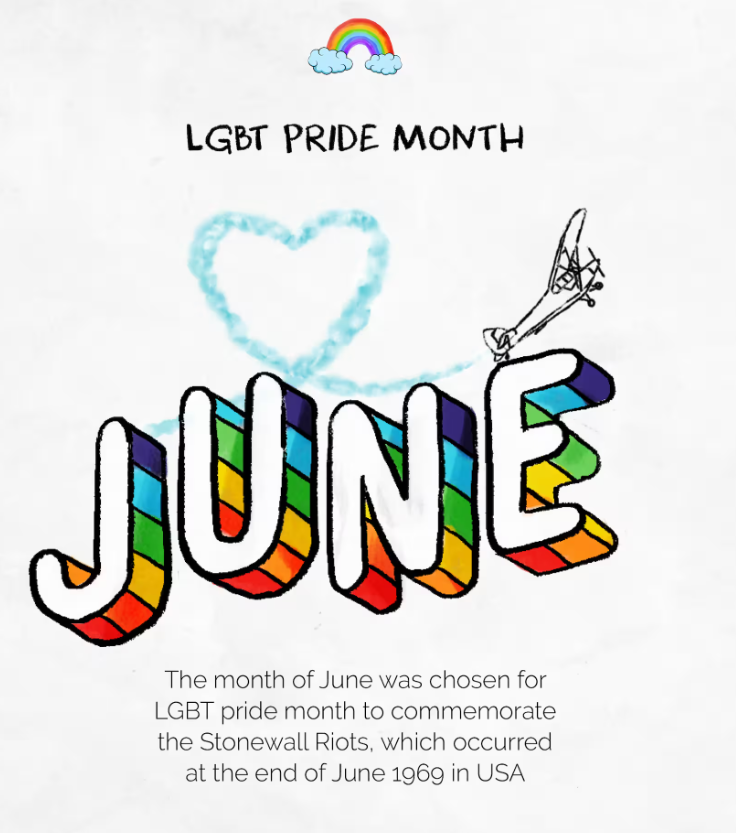 LGBT PRIDE MONTH
JUNE
The month of June was chosen for
LGBT pride month to commemorate
the Stonewall Riots, which occurred
at the end of June 1969 in USA